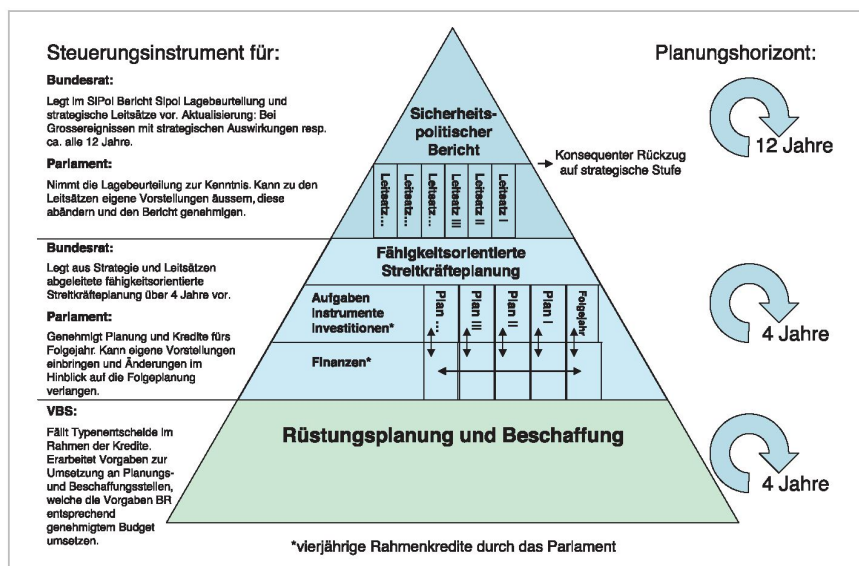 Steuerungsinstrument für:
Bundesrat:
Legt im SIPol Bericht Sipol Lagebeurteilung und
strategische Leitsätze vor. Aktualisierung: Bei
Grossereignissen mit strategischen Auswirkungen resp.
ca. alle 12 Jahre.
Parlament:
Nimmt die Lagebeurteilung zur Kenntnis. Kann zu den
Leitsätzen eigene Vorstellungen äussern, diese
abändern und den Bericht genehmigen.
Bundesrat:
Legt aus Strategie und Leitsätzen
abgeleitete fähigkeitsorientierte
Streitkräfteplanung über 4 Jahre vor.
Parlament:
Genehmigt Planung und Kredite fürs
Folgejahr. Kann eigene Vorstellungen
einbringen und Änderungen im
Hinblick auf die Folgeplanung
verlangen.
VBS:
Fällt Typenentscheide im
Rahmen der Kredite.
Erarbeitet Vorgaben zur
Umsetzung an Planungs-
und Beschaffungsstellen,
welche die Vorgaben BR
entsprechend
genehmigtem Budget
umsetzen.
Sicherheits-
politischer
Bericht
Leitsatz...
Leitsatz...
Leitsatz...
Leitsatz III
Leitsatz II
Leitsatz I
Konsequenter Rückzug
auf strategische Stufe
Fähigkeitsorientierte
Streitkräfteplanung
Aufgaben
Instrumente
Investitionen*
Plan ...
Plan III
Plan II
Plan I
Folgejahr
Finanzen*
Rüstungsplanung und Beschaffung
*vierjährige Rahmenkredite durch das Parlament
Planungshorizont:
12 Jahre
4 Jahre
4 Jahre